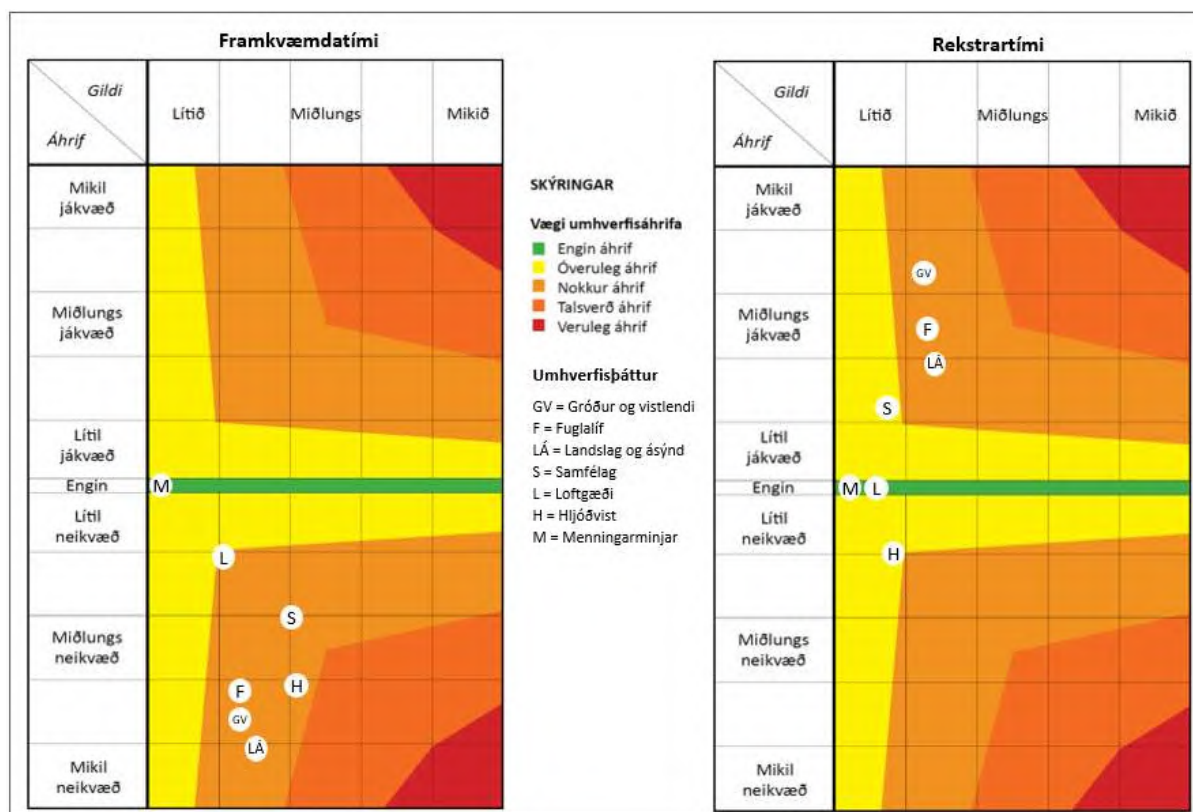 Framkvæmdatími
Gildi
Áhrif
Lítið
Miðlungs
Mikið
Mikil
jákvæð
Miðlungs
jákvæð
Lítil
jákvæð
Engin
Lítil
neikvæð
Miðlungs
neikvæð
Mikil
neikvæð
M
L
S
H
F
GV
LÁ
SKÝRINGAR
Vægi umhverfisáhrifa
Engin áhrif
Óveruleg áhrif
Nokkur áhrif
Talsverð áhrif
Veruleg áhrif
Umhverfisþáttur
GV = Gróður og vistlendi
F = Fuglalíf
LÁ = Landslag og ásýnd
S = Samfélag
L = Loftgæði
H = Hljóðvist
M = Menningarminjar
Rekstrartími
Gildi
Áhrif
Lítið
Miðlungs
Mikið
Mikil
jákvæð
Miðlungs
jákvæð
Lítil
jákvæð
Engin
Lítil
neikvæð
Miðlungs
neikvæð
Mikil
neikvæð
GV
F
LÁ
S
M
L
H